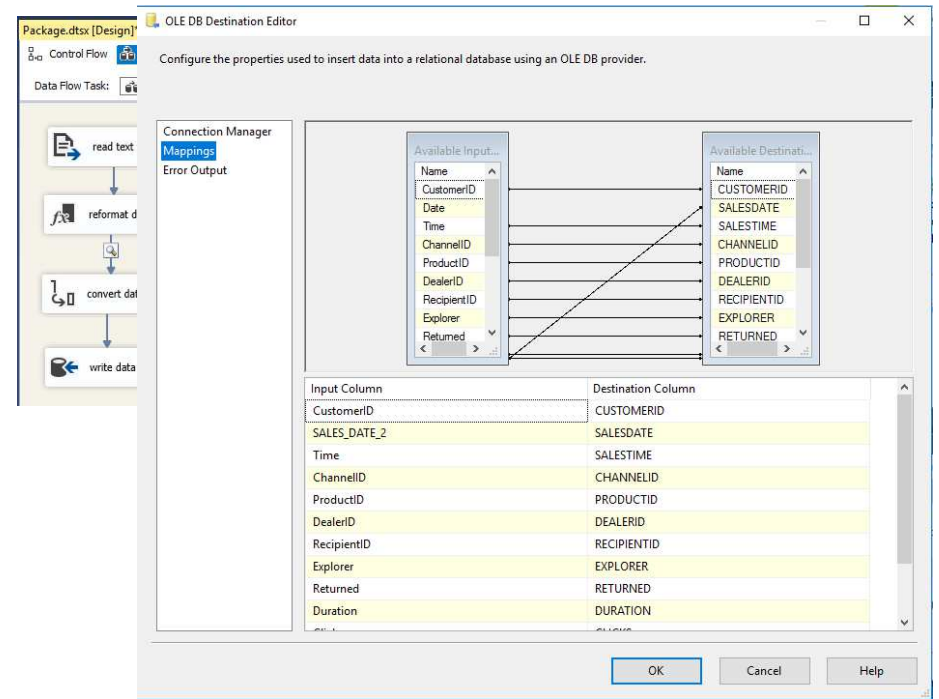 Package.dtsx [Design]*
Control Flow
Data Flow Task:
read text
reformat d
convert dat
write data
OLE DB Destination Editor
Configure the properties used to insert data into a relational database using an OLE DB provider.
Connection Manager
Mappings
Error Output
Available Input...
Name
CustomerID
Date
Time
ChannelID
ProductID
DealerID
RecipientID
Explorer
Returned
Available Destinati...
Name
CUSTOMERID
SALESDATE
SALESTIME
CHANNELID
PRODUCTID
DEALERID
RECIPIENTID
EXPLORER
RETURNED
Input Column Destination Column
CustomerID CUSTOMERID
SALES_DATE_2 SALESDATE
Time SALESTIME
ChannelID CHANNELID
ProductID PRODUCTID
DealerID DEALERID
RecipientID RECIPIENTID
Explorer EXPLORER
Returned RETURNED
Duration DURATION
OK Cancel Help